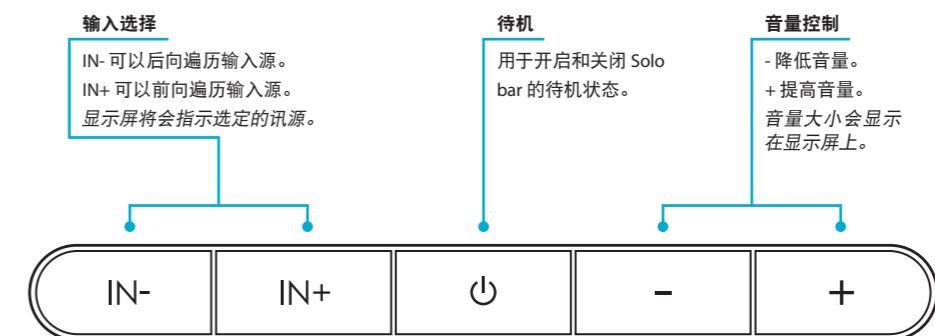 输入选择
IN- 可以后向遍历输入源。
IN+ 可以前向遍历输入源。
显示屏将会指示选定的讯源。
待机
用于开启和关闭 Solo
bar 的待机状态。
音量控制
- 降低音量。
+ 提高音量。
音量大小会显示
在显示屏上。
IN-
IN+
-
+